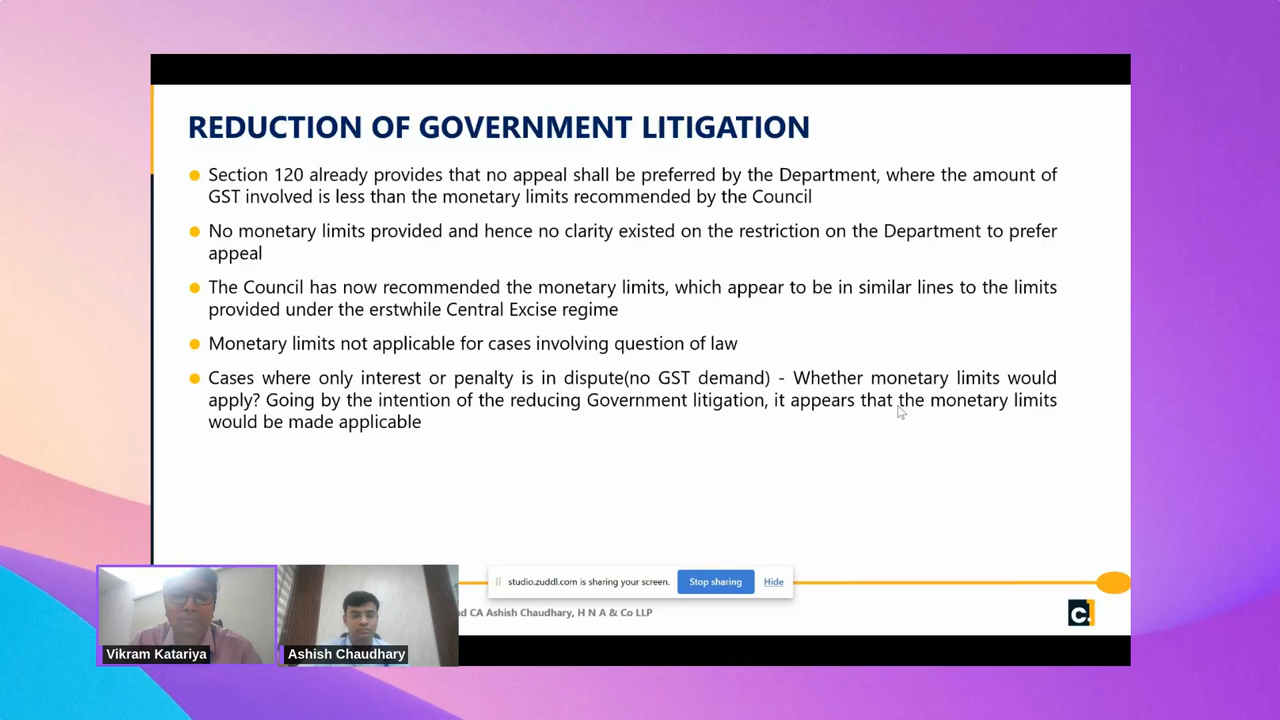 REDUCTION OF GOVERNMENT LITIGATION
Section 120 already provides that no appeal shall be preferred by the Department, where the amount of
GST involved is less than the monetary limits recommended by the Council
No monetary limits provided and hence no clarity existed on the restriction on the Department to prefer
appeal
The Council has now recommended the monetary limits, which appear to be in similar lines to the limits
provided under the erstwhile Central Excise regime
Monetary limits not applicable for cases involving question of law
Cases where only interest or penalty is in dispute(no GST demand) - Whether monetary limits would
apply? Going by the intention of the reducing Government litigation, it appears that the monetary limits
would be made applicable
studio.zuddl.com is sharing your screen.
Stop sharing
Hide
CA Ashish Chaudhary, H N A & Co LLP
Vikram Katariya
Ashish Chaudhary